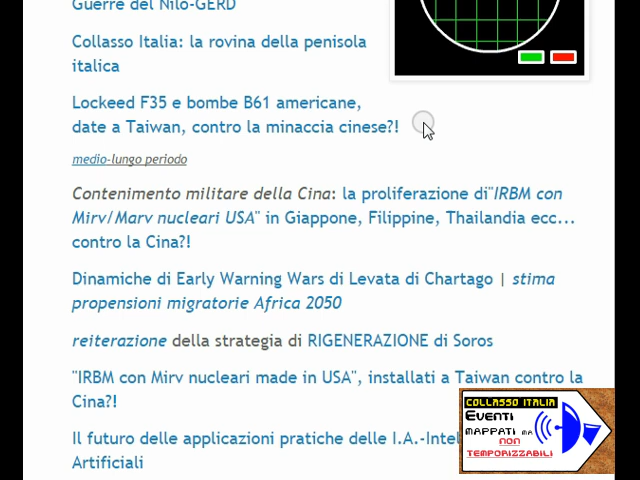 Guerre del Nilo-GERD
Collasso Italia: la rovina della penisola
italica
Lockeed F35 e bombe B61 americane,
date a Taiwan, contro la minaccia cinese?!
medio-lungo periodo
Contenimento militare della Cina: la proliferazione di"IRBM con
Mirv/Marv nucleari USA" in Giappone, Filippine, Thailandia ecc...
contro la Cina?!
Dinamiche di Early Warning Wars di Levata di Chartago | stima
propensioni migratorie Africa 2050
reiterazione della strategia di RIGENERAZIONE di Soros
"IRBM con Mirv nucleari made in USA", installati a Taiwan contro la
Cina?!
Il futuro delle applicazioni pratiche delle I.A.-Intel
Artificiali
COLLASSO ITALIA
EVENTI
MAPPATI MA
NON
TEMPORIZZABILI